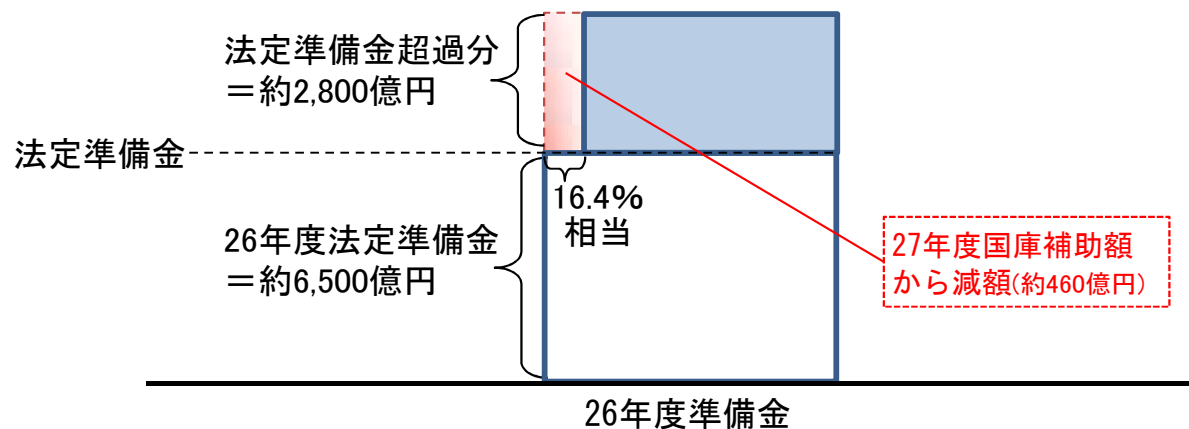 法定準備金超過分
＝約2,800億円
法定準備金
16.4％
相当
26年度法定準備金
＝約6,500億円
27年度国庫補助額
から減額(約460億円)
26年度準備金